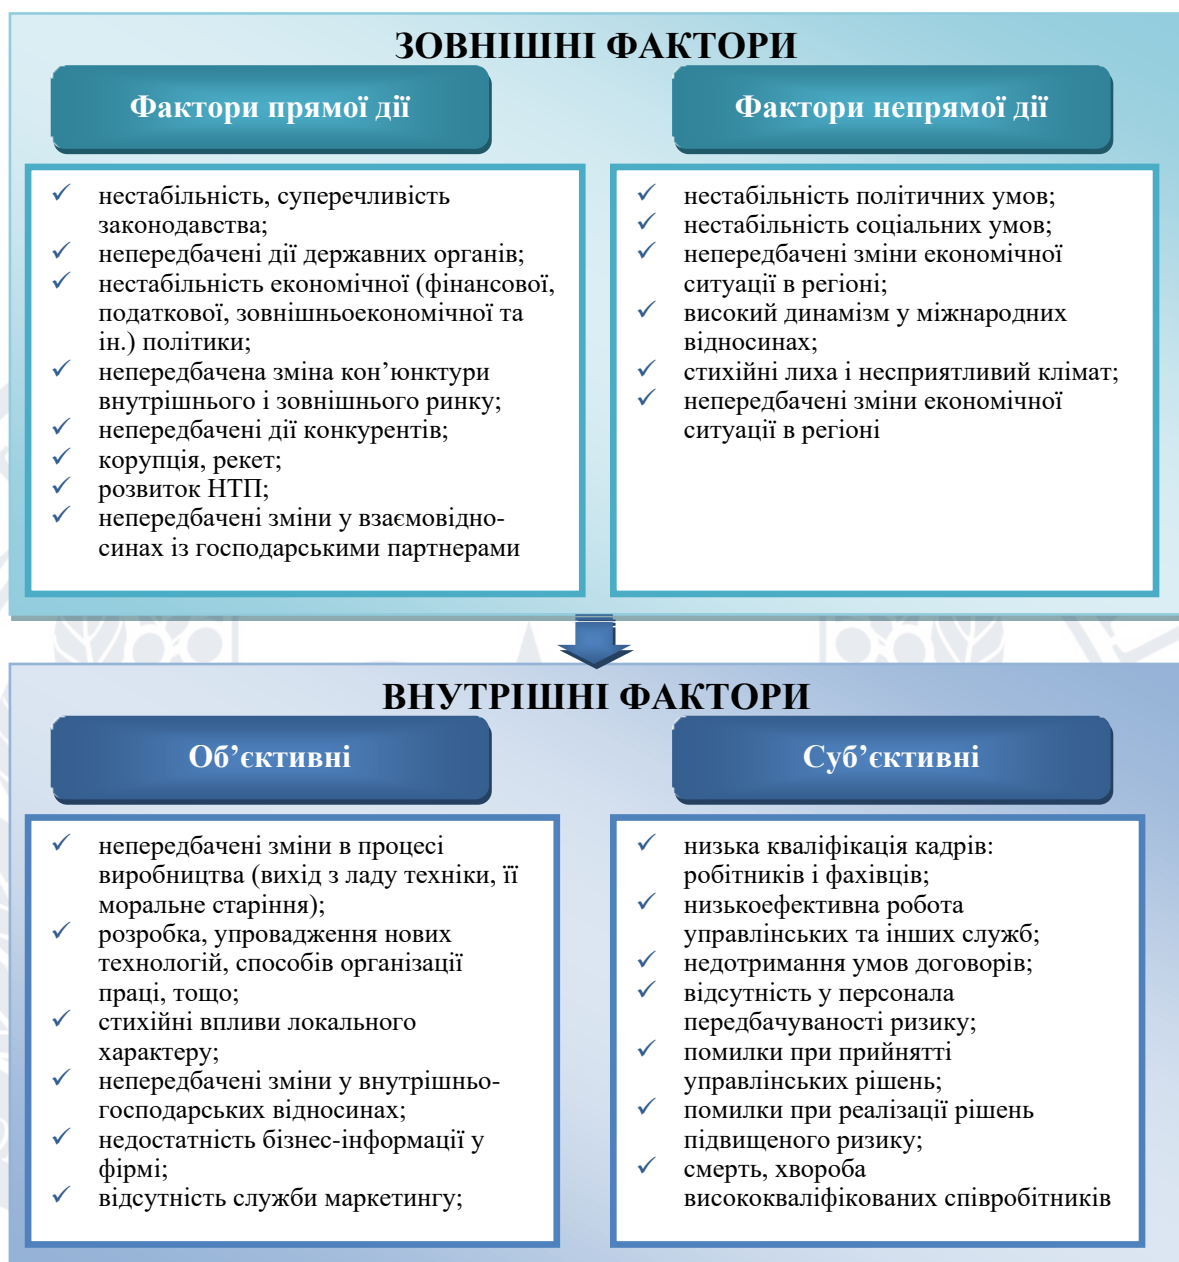 ЗОВНІШНІ ФАКТОРИ
Фактори прямої дії
нестабільність, суперечливість
законодавства;
непередбачені дії державних органів;
нестабільність економічної (фінансової,
податкової, зовнішньоекономічної та
ін.) політики;
непередбачена зміна кон’юнктури
внутрішнього і зовнішнього ринку;
непередбачені дії конкурентів;
корупція, рекет;
розвиток НТП;
непередбачені зміни у взаємовідно-
синах із господарськими партнерами
Фактори непрямої дії
нестабільність політичних умов;
нестабільність соціальних умов;
непередбачені зміни економічної
ситуації в регіоні;
високий динамізм у міжнародних
відносинах;
стихійні лиха і несприятливий клімат;
непередбачені зміни економічної
ситуації в регіоні
ВНУТРІШНІ ФАКТОРИ
Об’єктивні
непередбачені зміни в процесі
виробництва (вихід з ладу техніки, її
моральне старіння);
розробка, упровадження нових
технологій, способів організації
праці, тощо;
стихійні впливи локального
характеру;
непередбачені зміни у внутрішньо-
господарських відносинах;
недостатність бізнес-інформації у
фірмі;
відсутність служби маркетингу;
Суб’єктивні
низька кваліфікація кадрів:
робітників і фахівців;
низькоефективна робота
управлінських та інших служб;
недотримання умов договорів;
відсутність у персонала
передбачуваності ризику;
помилки при прийнятті
управлінських рішень;
помилки при реалізації рішень
підвищеного ризику;
смерть, хвороба
висококваліфікованих співробітників